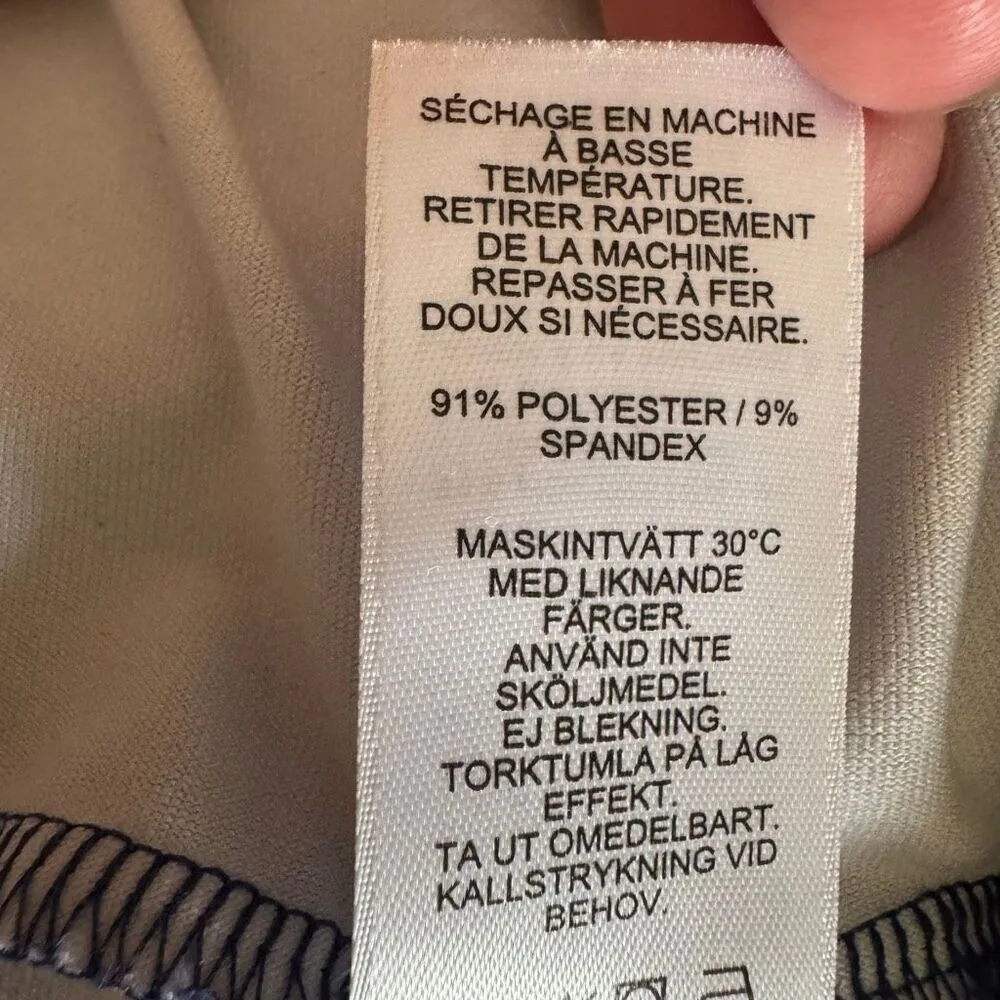 SÉCHAGE EN MACHINE
À BASSE
TEMPÉRATURE.
RETIRER RAPIDEMENT
DE LA MACHINE.
REPASSER À FER
DOUX SI NÉCESSAIRE.
91% POLYESTER / 9%
SPANDEX
MASKINTVÄTT 30°C
MED LIKNANDE
FÄRGER.
ANVÄND INTE
SKÖLJMEDEL.
EJ BLEKNING.
TORKTUMLA PÅ LÅG
EFFEKT.
TA UT OMEDELBART.
KALLSTRYKNING VID
BEHOV.